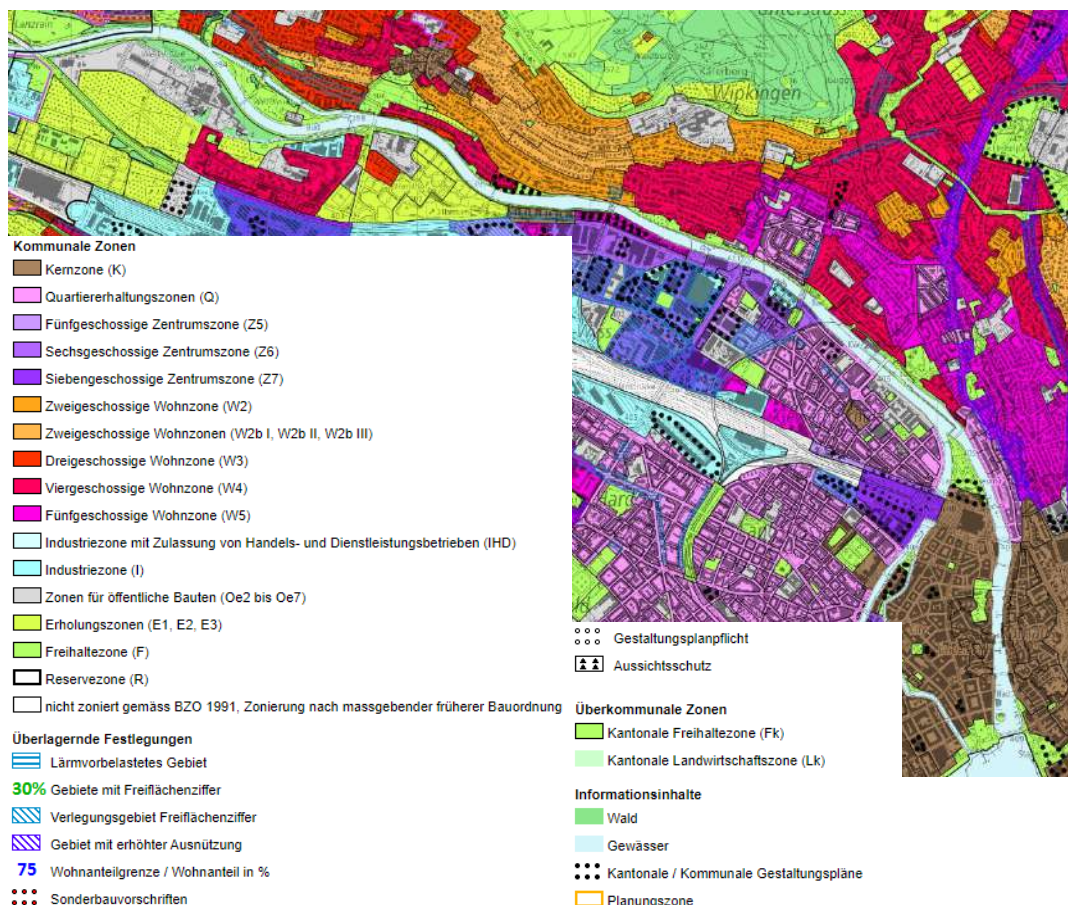 Lanzrain
Käferberg
Wipkingen
Kommunale Zonen
Kernzone (K)
Quartiererhaltungszonen (Q)
Fünfgeschossige Zentrumszone (Z5)
Sechsgeschossige Zentrumszone (Z6)
Siebengeschossige Zentrumszone (Z7)
Zweigeschossige Wohnzone (W2)
Zweigeschossige Wohnzonen (W2b I, W2b II, W2b III)
Dreigeschossige Wohnzone (W3)
Viergeschossige Wohnzone (W4)
Fünfgeschossige Wohnzone (W5)
Industriezone mit Zulassung von Handels- und Dienstleistungsbetrieben (IHD)
Industriezone (I)
Zonen für öffentliche Bauten (Oe2 bis Oe7)
Erholungszonen (E1, E2, E3)
Freihaltezone (F)
Reservezone (R)
nicht zoniert gemäss BZO 1991, Zonierung nach massgebender früherer Bauordnung
Überlagernde Festlegungen
Lärmvorbelastetes Gebiet
30% Gebiete mit Freiflächenziffer
Verlegungsgebiet Freiflächenziffer
Gebiet mit erhöhter Ausnützung
75 Wohnanteilgrenze / Wohnanteil in %
Sonderbauvorschriften
Gestaltungsplanpflicht
Aussichtsschutz
Überkommunale Zonen
Kantonale Freihaltezone (Fk)
Kantonale Landwirtschaftszone (Lk)
Informationsinhalte
Wald
Gewässer
Kantonale / Kommunale Gestaltungspläne
Planungszone